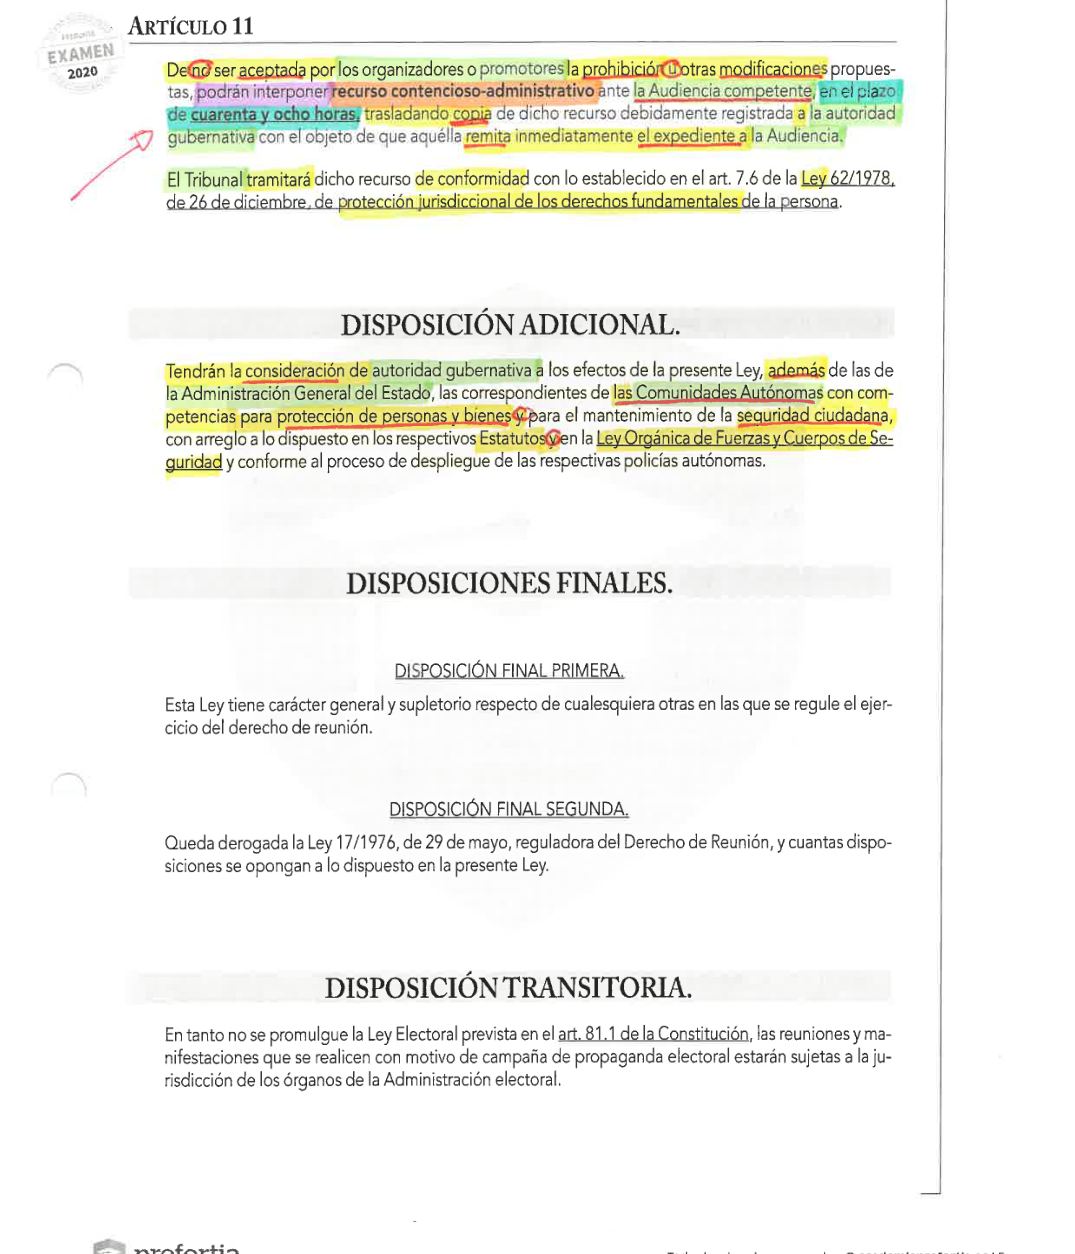 PREGUNTA
EXAMEN
2020
ARTÍCULO 11
De no ser aceptada por los organizadores o promotores la prohibición u otras modificaciones propues-
tas, podrán interponer recurso contencioso-administrativo ante la Audiencia competente, en el plazo
de cuarenta y ocho horas, trasladando copia de dicho recurso debidamente registrada a la autoridad
gubernativa con el objeto de que aquélla remita inmediatamente el expediente a la Audiencia.
El Tribunal tramitará dicho recurso de conformidad con lo establecido en el art. 7.6 de la Ley 62/1978,
de 26 de diciembre, de protección jurisdiccional de los derechos fundamentales de la persona.
DISPOSICIÓN ADICIONAL.
Tendrán la consideración de autoridad gubernativa a los efectos de la presente Ley, además de las de
la Administración General del Estado, las correspondientes de las Comunidades Autónomas con com-
petencias para protección de personas y bienes y para el mantenimiento de la seguridad ciudadana,
con arreglo a lo dispuesto en los respectivos Estatutos y en la Ley Orgánica de Fuerzas y Cuerpos de Se-
guridad y conforme al proceso de despliegue de las respectivas policías autónomas.
DISPOSICIONES FINALES.
DISPOSICIÓN FINAL PRIMERA.
Esta Ley tiene carácter general y supletorio respecto de cualesquiera otras en las que se regule el ejer-
cicio del derecho de reunión.
DISPOSICIÓN FINAL SEGUNDA.
Queda derogada la Ley 17/1976, de 29 de mayo, reguladora del Derecho de Reunión, y cuantas dispo-
siciones se opongan a lo dispuesto en la presente Ley.
DISPOSICIÓN TRANSITORIA.
En tanto no se promulgue la Ley Electoral prevista en el art. 81.1 de la Constitución, las reuniones y ma-
nifestaciones que se realicen con motivo de campaña de propaganda electoral estarán sujetas a la ju-
risdicción de los órganos de la Administración electoral.
profortia